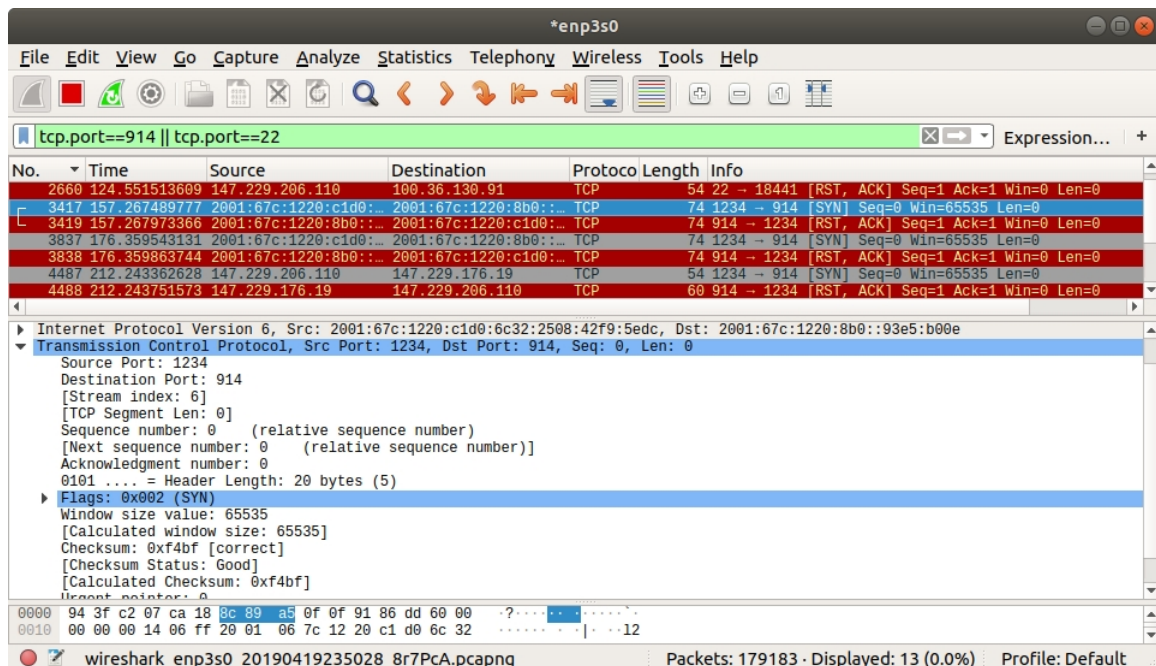 *enp3s0
File Edit View Go Capture Analyze Statistics Telephony Wireless Tools Help
tcp.port==914 || tcp.port==22 Expression... +
No. Time Source Destination Protoco Length Info
2660 124.551513609 147.229.206.110 100.36.130.91 TCP 54 22 → 18441 [RST, ACK] Seq=1 Ack=1 Win=0 Len=0
3417 157.267489777 2001:67c:1220:c1d0:… 2001:67c:1220:8b0::… TCP 74 1234 → 914 [SYN] Seq=0 Win=65535 Len=0
3419 157.267973366 2001:67c:1220:8b0::… 2001:67c:1220:c1d0:… TCP 74 914 → 1234 [RST, ACK] Seq=1 Ack=1 Win=0 Len=0
3837 176.359543131 2001:67c:1220:c1d0:… 2001:67c:1220:8b0::… TCP 74 1234 → 914 [SYN] Seq=0 Win=65535 Len=0
3838 176.359863744 2001:67c:1220:8b0::… 2001:67c:1220:c1d0:… TCP 74 914 → 1234 [RST, ACK] Seq=1 Ack=1 Win=0 Len=0
4487 212.243362628 147.229.206.110 147.229.176.19 TCP 54 1234 → 914 [SYN] Seq=0 Win=65535 Len=0
4488 212.243751573 147.229.176.19 147.229.206.110 TCP 60 914 → 1234 [RST, ACK] Seq=1 Ack=1 Win=0 Len=0
Internet Protocol Version 6, Src: 2001:67c:1220:c1d0:6c32:2508:42f9:5edc, Dst: 2001:67c:1220:8b0::93e5:b00e
Transmission Control Protocol, Src Port: 1234, Dst Port: 914, Seq: 0, Len: 0
Source Port: 1234
Destination Port: 914
[Stream index: 6]
[TCP Segment Len: 0]
Sequence number: 0 (relative sequence number)
[Next sequence number: 0 (relative sequence number)]
Acknowledgment number: 0
0101 .... = Header Length: 20 bytes (5)
Flags: 0x002 (SYN)
Window size value: 65535
[Calculated window size: 65535]
Checksum: 0xf4bf [correct]
[Checksum Status: Good]
[Calculated Checksum: 0xf4bf]
Urgent pointer: 0
0000 94 3f c2 07 ca 18 8c 89 a5 0f 0f 91 86 dd 60 00 ·?···· ········`·
0010 00 00 00 14 06 ff 20 01 06 7c 12 20 c1 d0 6c 32 ······ · ·|· ··l2
wireshark_enp3s0_20190419235028_8r7PcA.pcapng Packets: 179183 · Displayed: 13 (0.0%) Profile: Default